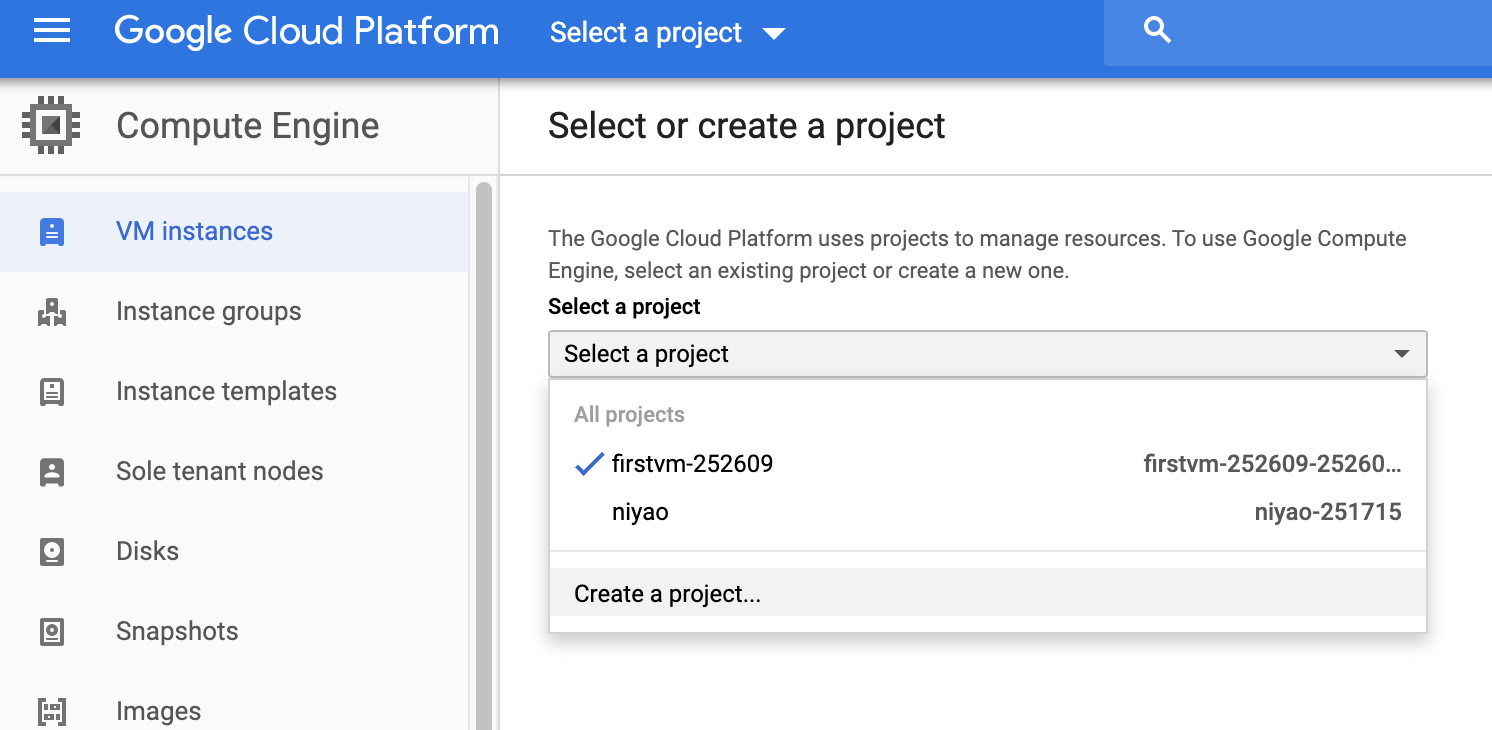 Google Cloud Platform
Select a project
Compute Engine
Select or create a project
VM instances
Instance groups
Instance templates
Sole tenant nodes
Disks
Snapshots
Images
The Google Cloud Platform uses projects to manage resources. To use Google Compute
Engine, select an existing project or create a new one.
Select a project
Select a project
All projects
firstvm-252609 firstvm-252609-25260...
niyao niyao-251715
Create a project...